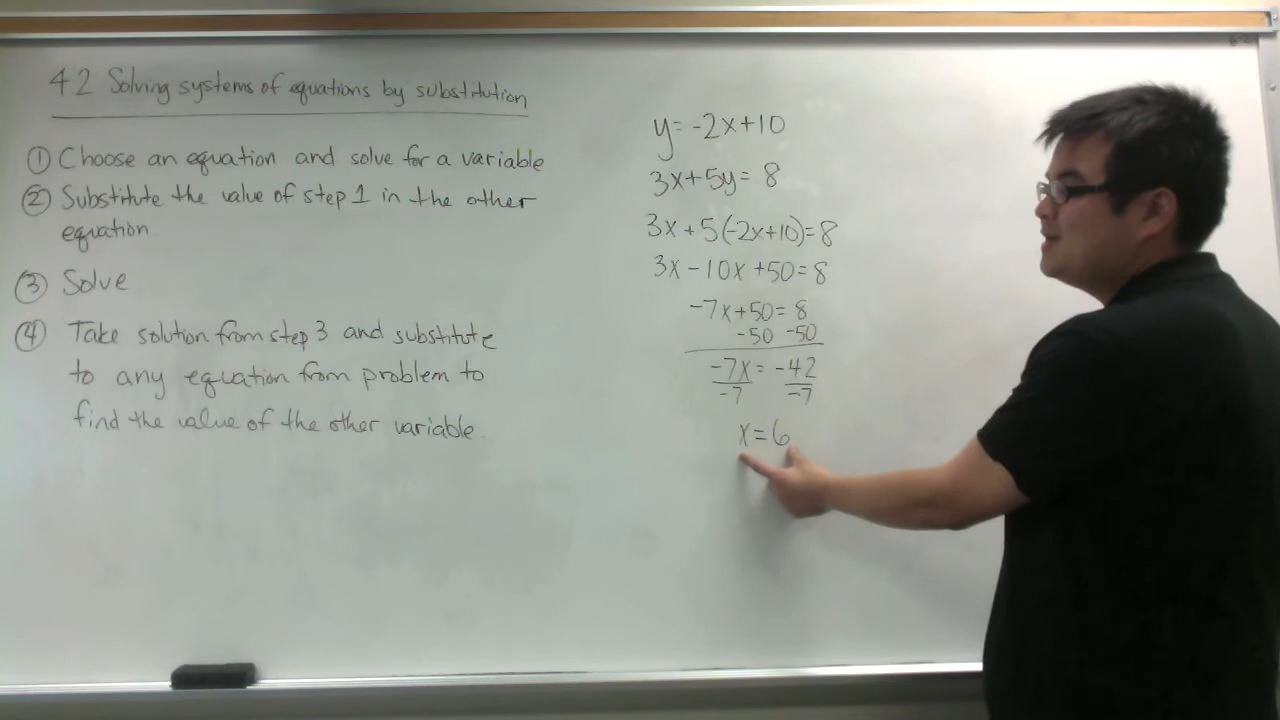 4.2 Solving systems of equations by substitution
① Choose an equation and solve for a variable
② Substitute the value of step 1 in the other
equation
③ Solve
④ Take solution from step 3 and substitute
to any equation from problem to
find the value of the other variable.
y=-2x+10
3x+5y=8
3x+5(-2x+10)=8
3x-10x+50=8
-7x+50=8
-50 -50
-7x=-42
-7 -7
x=6